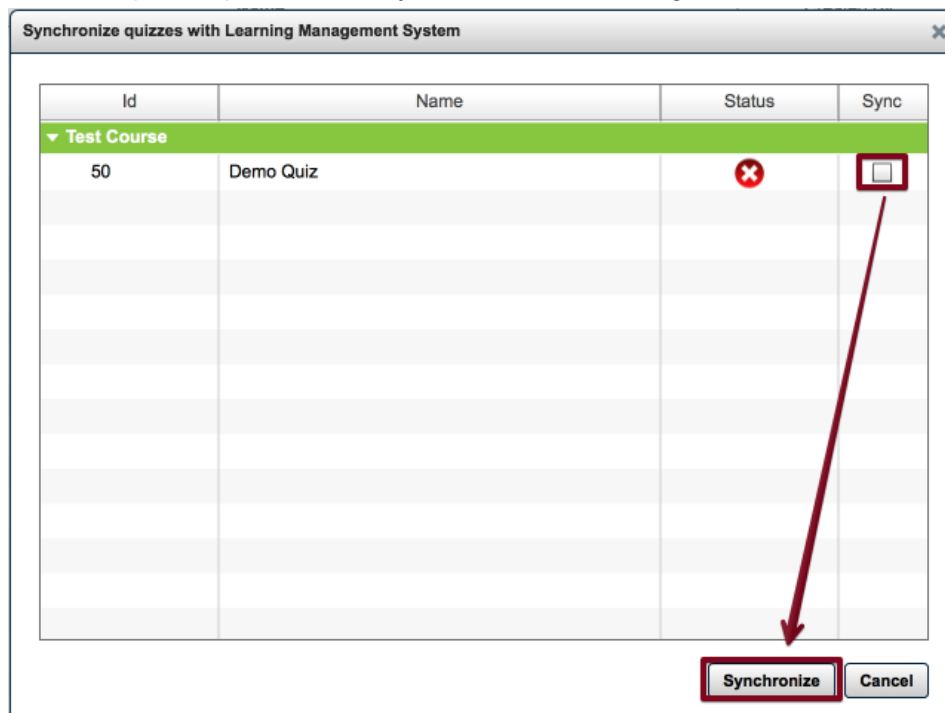 Synchronize quizzes with Learning Management System
Id Name Status Sync
Test Course
50 Demo Quiz
Synchronize Cancel